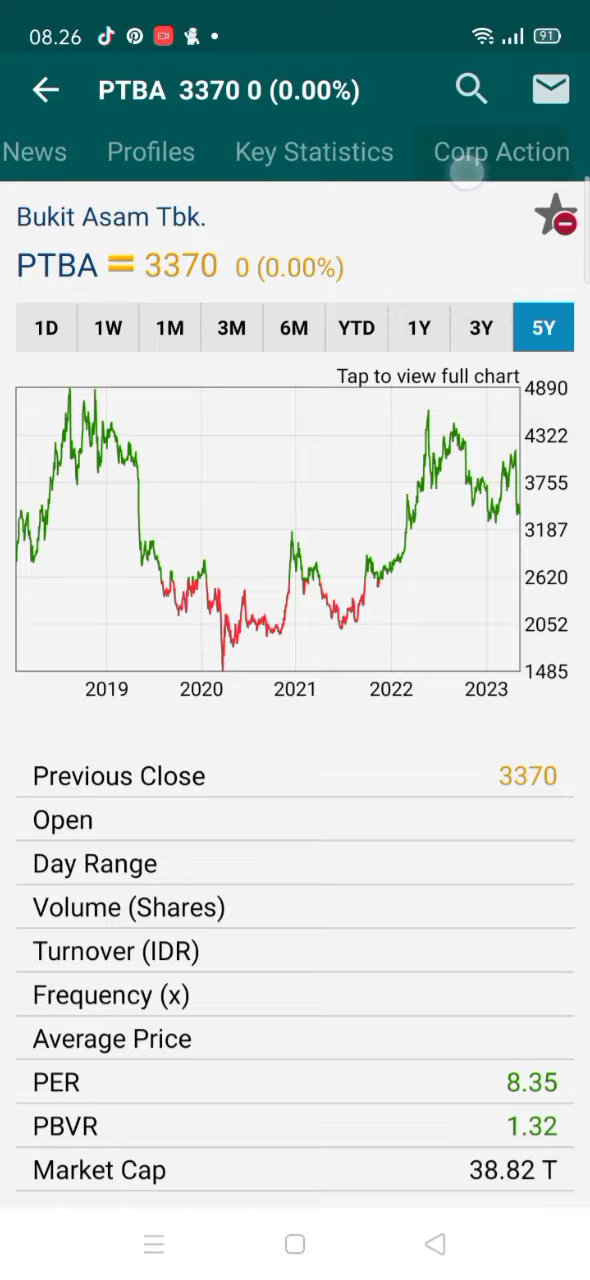 08.26 91
PTBA 3370 0 (0.00%)
News Profiles Key Statistics Corp Action
Bukit Asam Tbk.
PTBA = 3370 0 (0.00%)
1D 1W 1M 3M 6M YTD 1Y 3Y 5Y
Tap to view full chart
4890
4322
3755
3187
2620
2052
1485
2019 2020 2021 2022 2023
Previous Close 3370
Open
Day Range
Volume (Shares)
Turnover (IDR)
Frequency (x)
Average Price
PER 8.35
PBVR 1.32
Market Cap 38.82 T